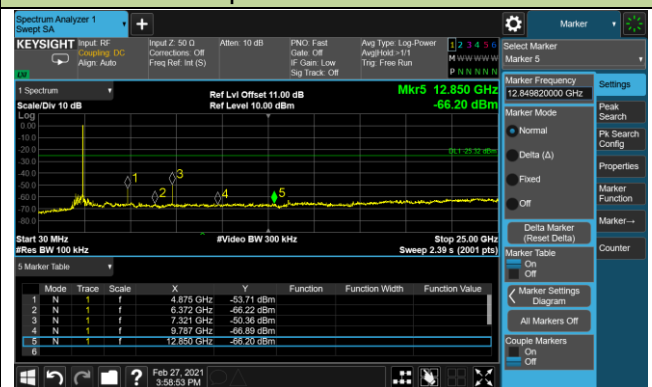 Spectrum Analyzer 1
Swept SA
Marker
KEYSIGHT
Input: RF
Coupling: DC
Align: Auto
Input Z: 50 Ω
Corrections: Off
Freq Ref: Int (S)
Atten: 10 dB
PNO: Fast
Gate: Off
IF Gain: Low
Sig Track: Off
Avg Type: Log-Power
Avg|Hold:>1/1
Trig: Free Run
1 2 3 4 5 6
M W W W W W
P N N N N N
LXI
Select Marker
Marker 5
1 Spectrum
Scale/Div 10 dB
Ref Lvl Offset 11.00 dB
Ref Level 10.00 dBm
Mkr5 12.850 GHz
-66.20 dBm
Log
0.00
-10.0
-20.0
-30.0
-40.0
-50.0
-60.0
-70.0
-80.0
DL1 -25.32 dBm
1
2
3
4
5
Start 30 MHz
#Res BW 100 kHz
#Video BW 300 kHz
Stop 25.00 GHz
Sweep 2.39 s (2001 pts)
5 Marker Table
Mode Trace Scale X Y Function Function Width Function Value
1 N 1 f 4.875 GHz -53.71 dBm
2 N 1 f 6.372 GHz -66.22 dBm
3 N 1 f 7.321 GHz -50.36 dBm
4 N 1 f 9.787 GHz -66.89 dBm
5 N 1 f 12.850 GHz -66.20 dBm
6
Marker Frequency
12.849820000 GHz
Marker Mode
Normal
Delta (Δ)
Fixed
Off
Delta Marker
(Reset Delta)
Marker Table
On
Off
Marker Settings
Diagram
All Markers Off
Couple Markers
On
Off
Settings
Peak
Search
Pk Search
Config
Properties
Marker
Function
Marker→
Counter
?
Feb 27, 2021
3:58:53 PM